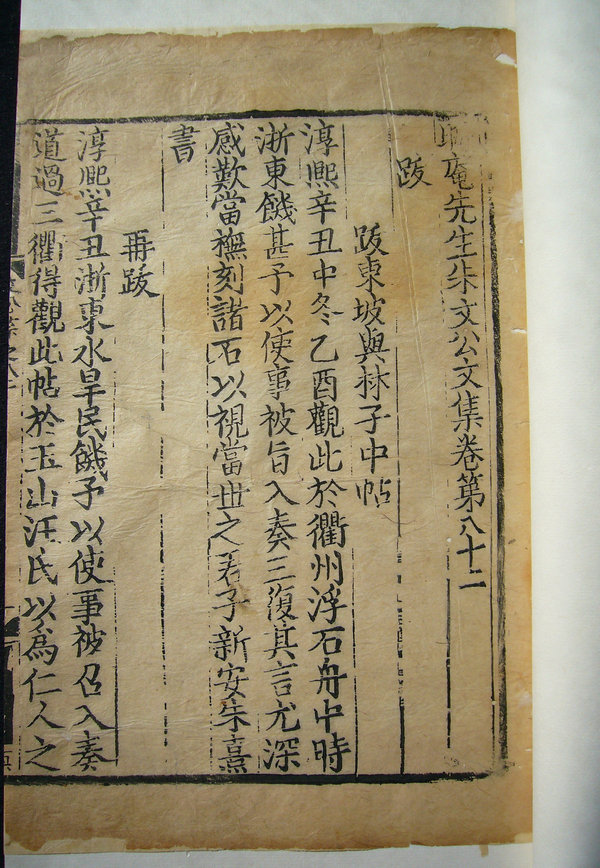 晦庵先生朱文公文集卷第八十二
跋
跋東坡與林子中帖
淳熙辛丑中冬乙酉觀此於衢州浮石舟中時
浙東饑甚予以使事被旨入奏三復其言尤深
感歎當撫刻諸石以視當世之君子新安朱熹
書
再跋
淳熙辛丑浙東水旱民饑予以使事被召入奏
道過三衢得觀此帖於玉山汪氏以爲仁人之